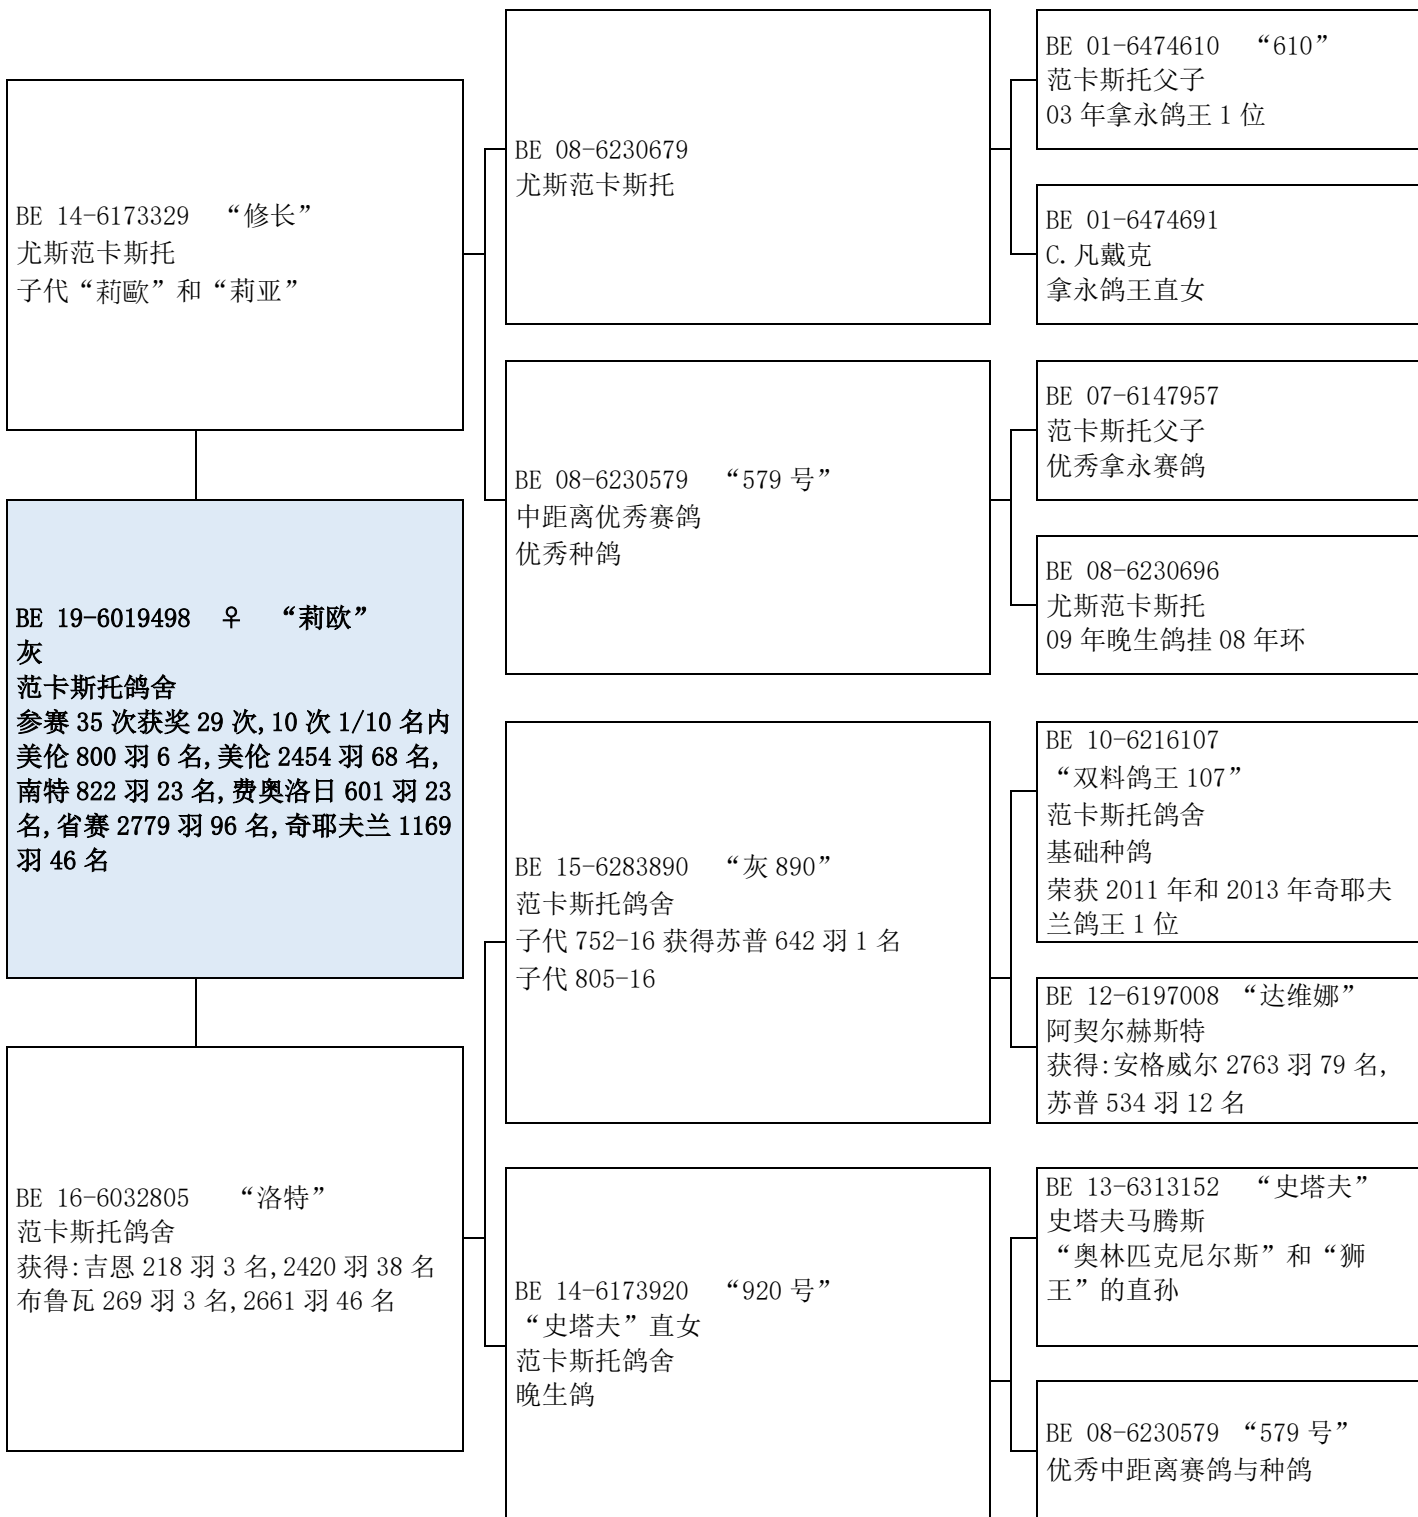 BE 14-6173329 “修长”
尤斯范卡斯托
子代“莉歐”和“莉亚”
BE 19-6019498 ♀ “莉欧”
灰
范卡斯托鸽舍
参赛 35 次获奖 29 次,10 次 1/10 名内
美伦 800 羽 6 名,美伦 2454 羽 68 名,
南特 822 羽 23 名,费奥洛日 601 羽 23
名,省赛 2779 羽 96 名,奇耶夫兰 1169
羽 46 名
BE 16-6032805 “洛特”
范卡斯托鸽舍
获得:吉恩 218 羽 3 名,2420 羽 38 名
布鲁瓦 269 羽 3 名,2661 羽 46 名
BE 08-6230679
尤斯范卡斯托
BE 08-6230579 “579 号”
中距离优秀赛鸽
优秀种鸽
BE 15-6283890 “灰 890”
范卡斯托鸽舍
子代 752-16 获得苏普 642 羽 1 名
子代 805-16
BE 14-6173920 “920 号”
“史塔夫”直女
范卡斯托鸽舍
晚生鸽
BE 01-6474610 “610”
范卡斯托父子
03 年拿永鸽王 1 位
BE 01-6474691
C.凡戴克
拿永鸽王直女
BE 07-6147957
范卡斯托父子
优秀拿永赛鸽
BE 08-6230696
尤斯范卡斯托
09 年晚生鸽挂 08 年环
BE 10-6216107
“双料鸽王 107”
范卡斯托鸽舍
基础种鸽
荣获 2011 年和 2013 年奇耶夫
兰鸽王 1 位
BE 12-6197008 “达维娜”
阿契尔赫斯特
获得:安格威尔 2763 羽 79 名,
苏普 534 羽 12 名
BE 13-6313152 “史塔夫”
史塔夫马腾斯
“奥林匹克尼尔斯”和“狮
王”的直孙
BE 08-6230579 “579 号”
优秀中距离赛鸽与种鸽